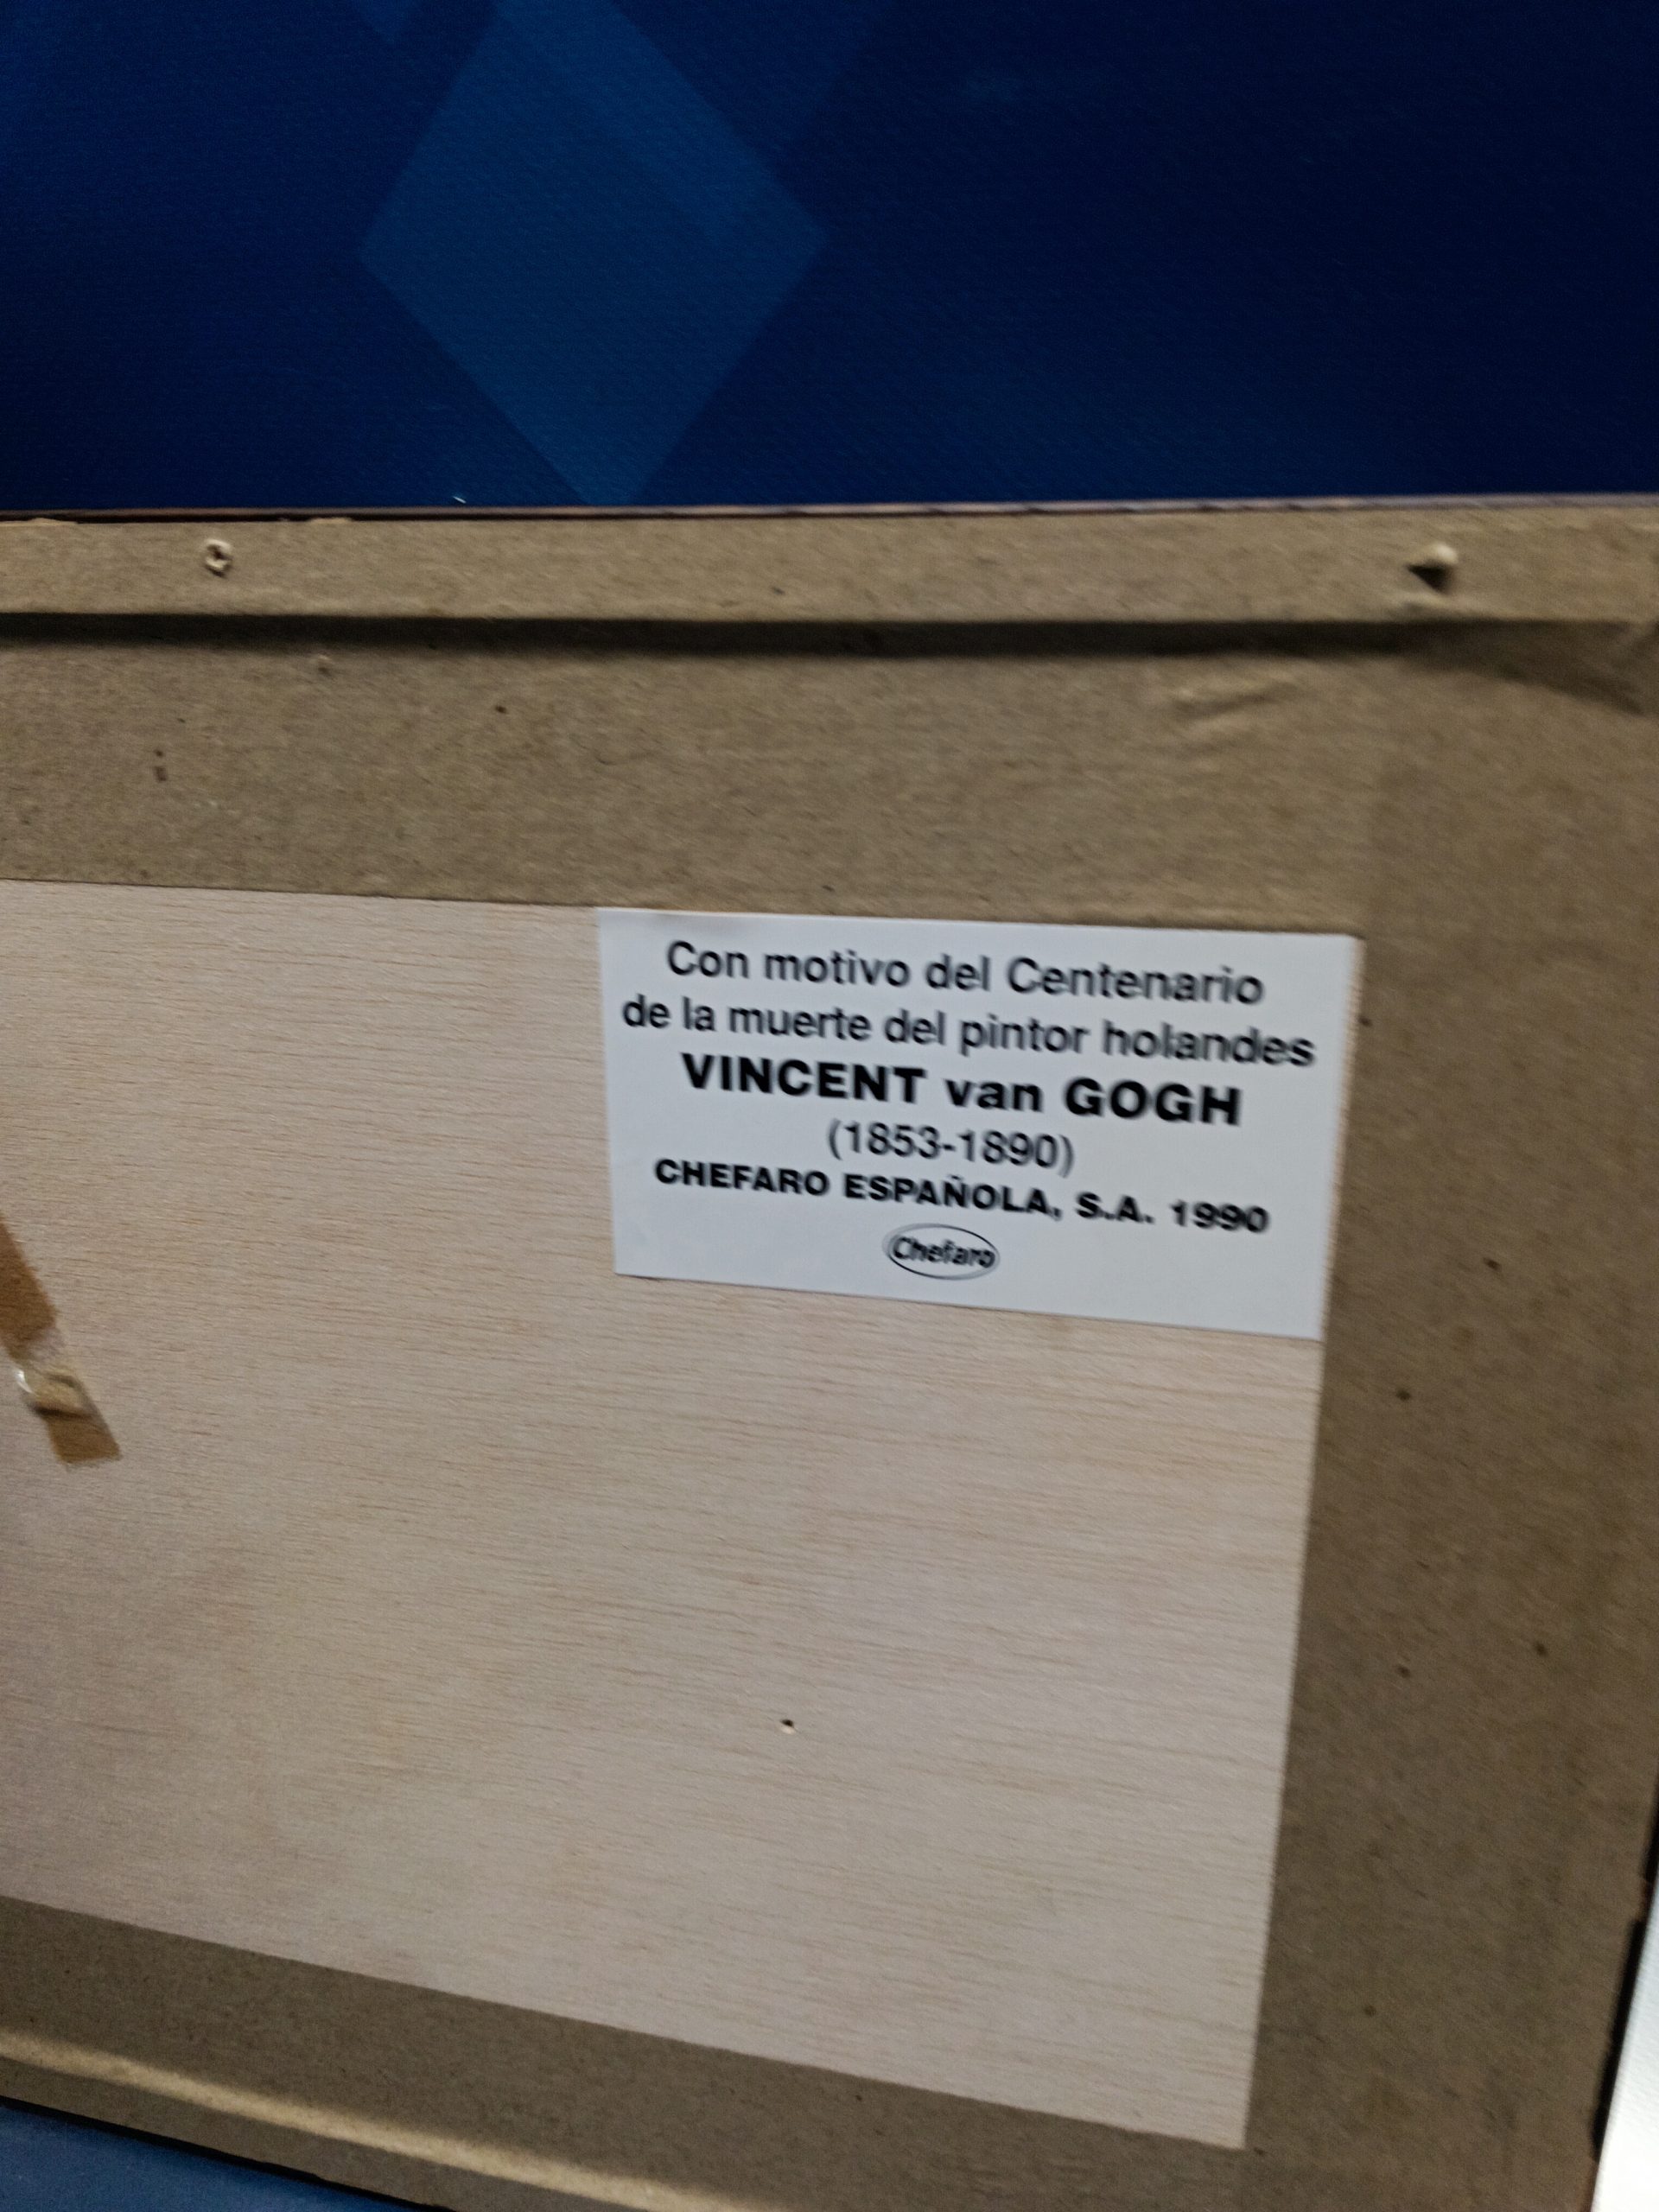 Con motivo del Centenario
de la muerte del pintor holandes
VINCENT van GOGH
(1853-1890)
CHEFARO ESPAÑOLA, S.A. 1990
Chefaro